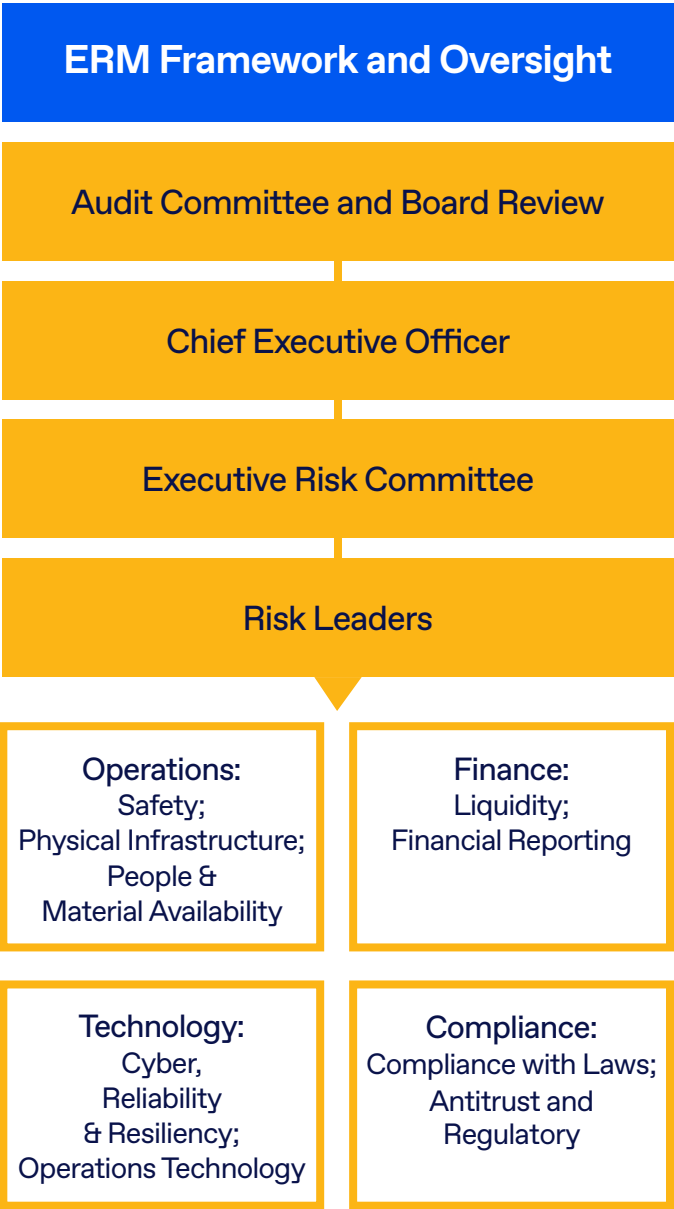 ERM Framework and Oversight
Audit Committee and Board Review
Chief Executive Officer
Executive Risk Committee
Risk Leaders
Operations:
Safety;
Physical Infrastructure;
People &
Material Availability
Finance:
Liquidity;
Financial Reporting
Technology:
Cyber,
Reliability
& Resiliency;
Operations Technology
Compliance:
Compliance with Laws;
Antitrust and
Regulatory